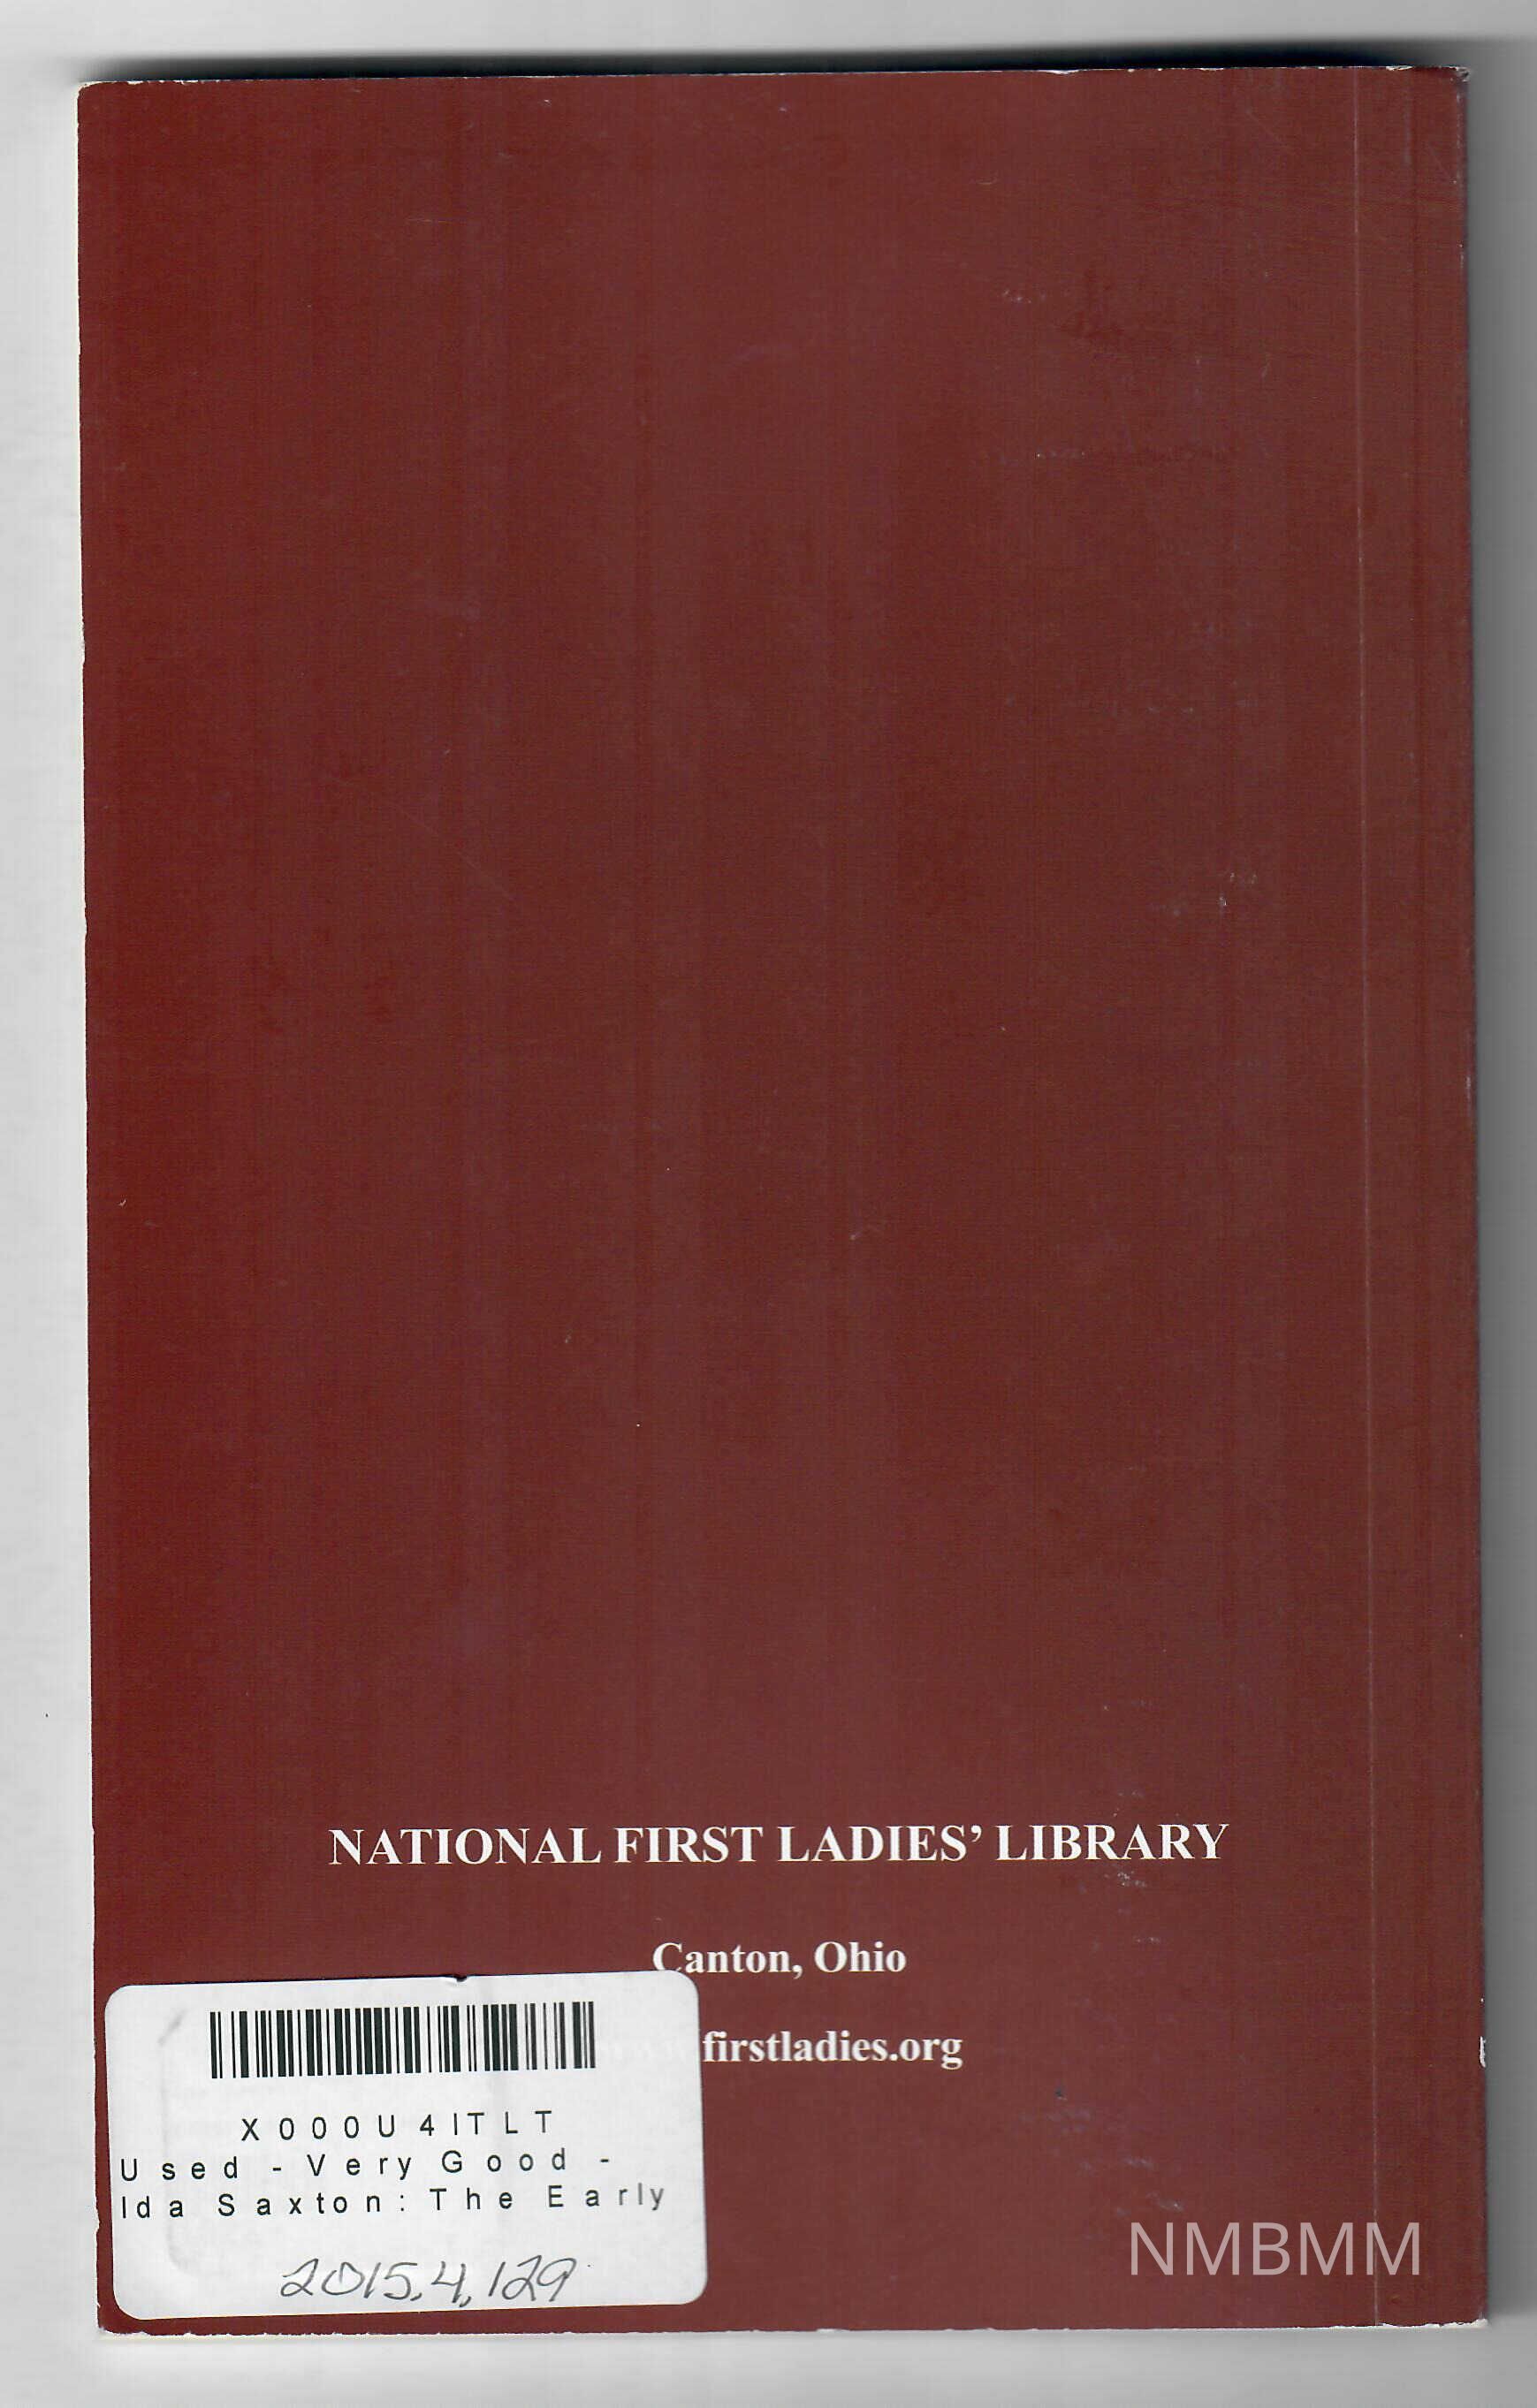 NATIONAL FIRST LADIES’ LIBRARY
Canton, Ohio
firstladies.org
X000U4ITLT
Used - Very Good -
Ida Saxton: The Early
2015.4.129
NMBMM